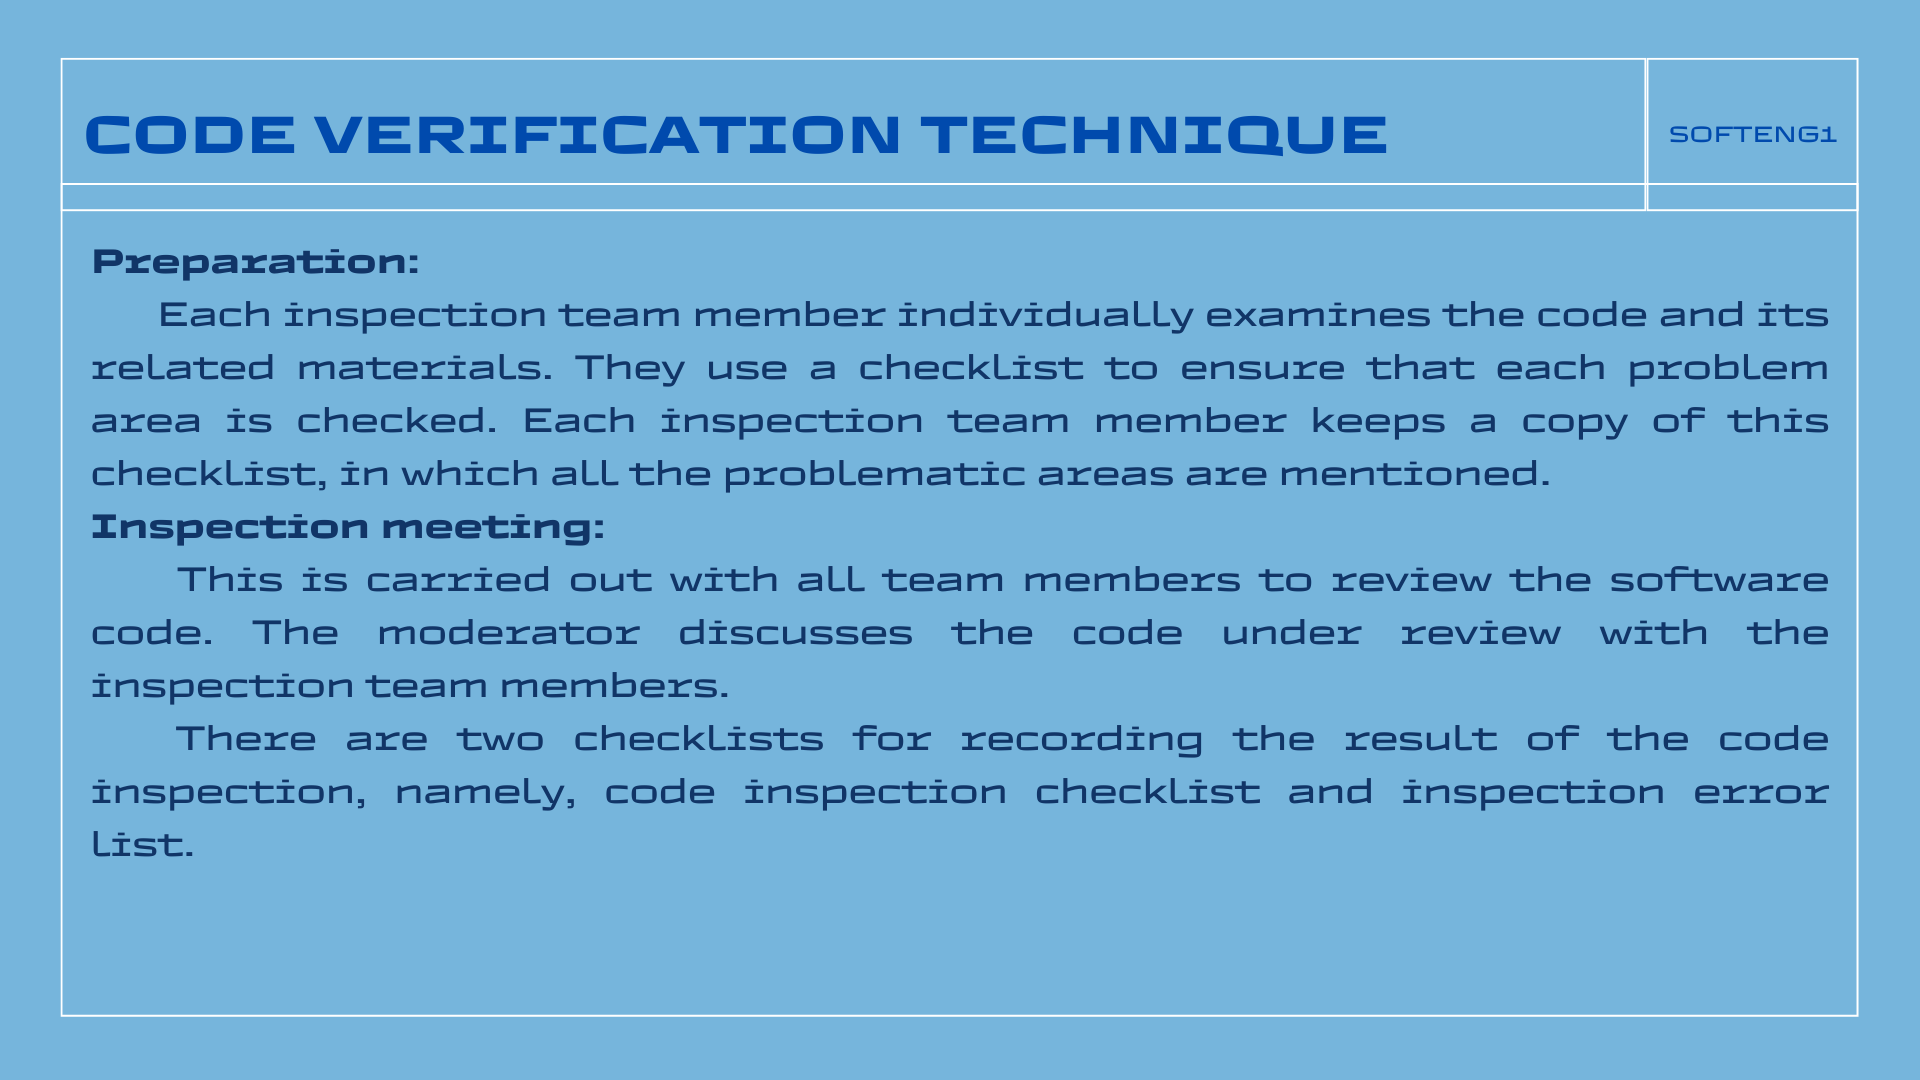 CODE VERIFICATION TECHNIQUE
SOFTENG1
Preparation:
Each inspection team member individually examines the code and its
related materials. They use a checklist to ensure that each problem
area is checked. Each inspection team member keeps a copy of this
checklist, in which all the problematic areas are mentioned.
Inspection meeting:
This is carried out with all team members to review the software
code. The moderator discusses the code under review with the
inspection team members.
There are two checklists for recording the result of the code
inspection, namely, code inspection checklist and inspection error
list.